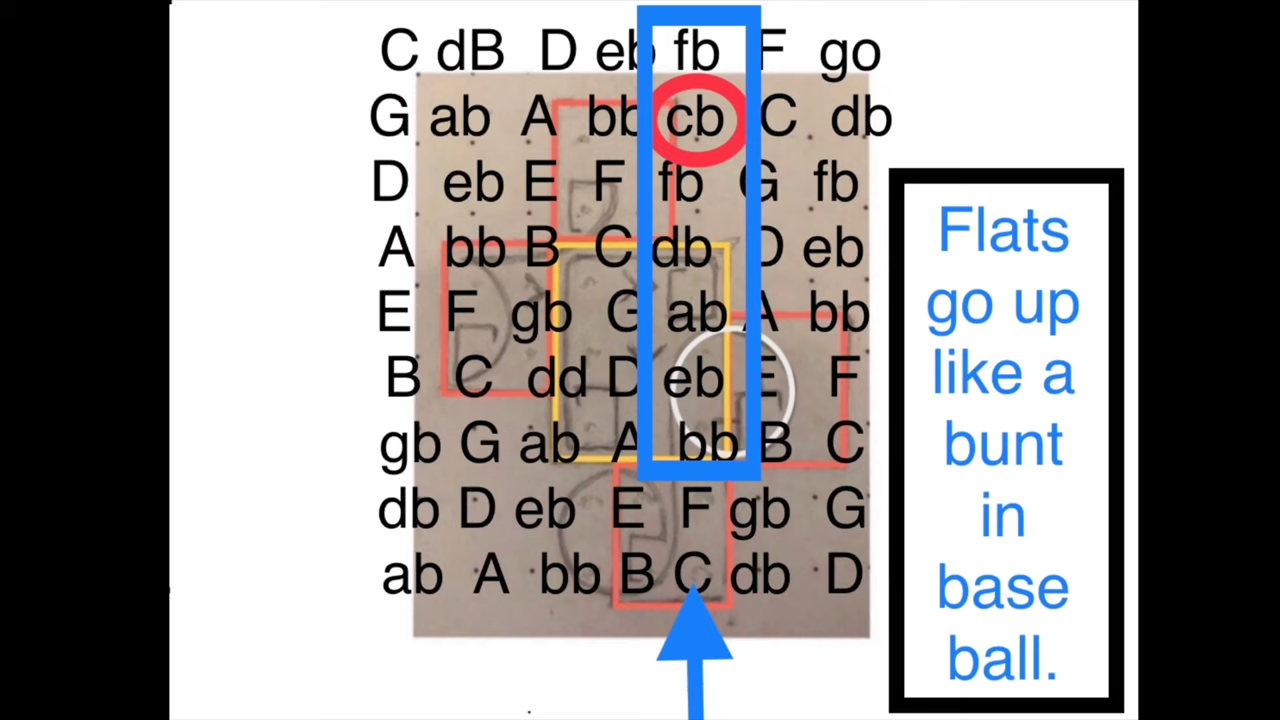 C dB D eb fb F go
G ab A bb cb C db
D eb E F fb G fb
A bb B C db D eb
E F gb G ab A bb
B C dd D eb E F
gb G ab A bb B C
db D eb E F gb G
ab A bb B C db D
Flats
go up
like a
bunt
in
base
ball.